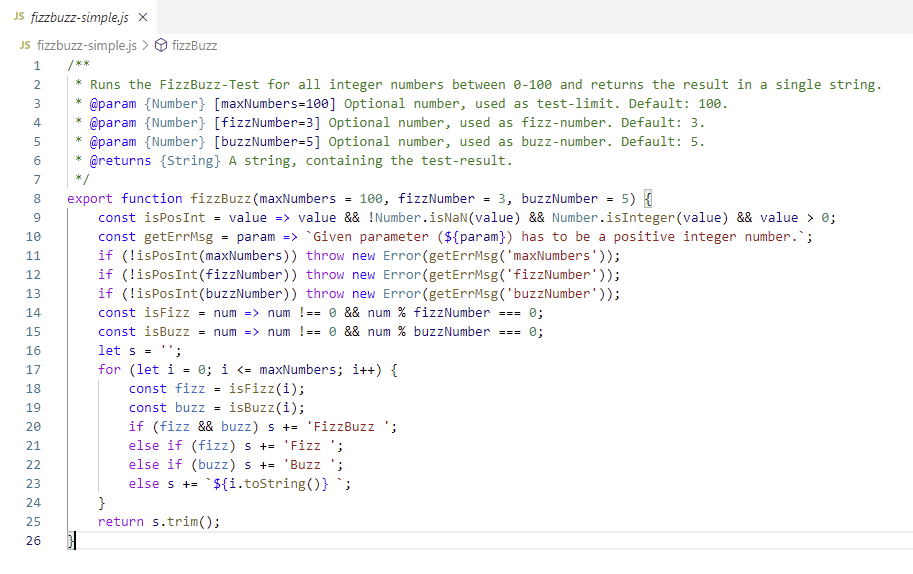 JS fizzbuzz-simple.js ×
JS fizzbuzz-simple.js > fizzBuzz
1 /**
2  * Runs the FizzBuzz-Test for all integer numbers between 0-100 and returns the result in a single string.
3  * @param {Number} [maxNumbers=100] Optional number, used as test-limit. Default: 100.
4  * @param {Number} [fizzNumber=3] Optional number, used as fizz-number. Default: 3.
5  * @param {Number} [buzzNumber=5] Optional number, used as buzz-number. Default: 5.
6  * @returns {String} A string, containing the test-result.
7  */
8 export function fizzBuzz(maxNumbers = 100, fizzNumber = 3, buzzNumber = 5) {
9     const isPosInt = value => value && !Number.isNaN(value) && Number.isInteger(value) && value > 0;
10     const getErrMsg = param => `Given parameter (${param}) has to be a positive integer number.`;
11     if (!isPosInt(maxNumbers)) throw new Error(getErrMsg('maxNumbers'));
12     if (!isPosInt(fizzNumber)) throw new Error(getErrMsg('fizzNumber'));
13     if (!isPosInt(buzzNumber)) throw new Error(getErrMsg('buzzNumber'));
14     const isFizz = num => num !== 0 && num % fizzNumber === 0;
15     const isBuzz = num => num !== 0 && num % buzzNumber === 0;
16     let s = '';
17     for (let i = 0; i <= maxNumbers; i++) {
18         const fizz = isFizz(i);
19         const buzz = isBuzz(i);
20         if (fizz && buzz) s += 'FizzBuzz ';
21         else if (fizz) s += 'Fizz ';
22         else if (buzz) s += 'Buzz ';
23         else s += `${i.toString()} `;
24     }
25     return s.trim();
26 }